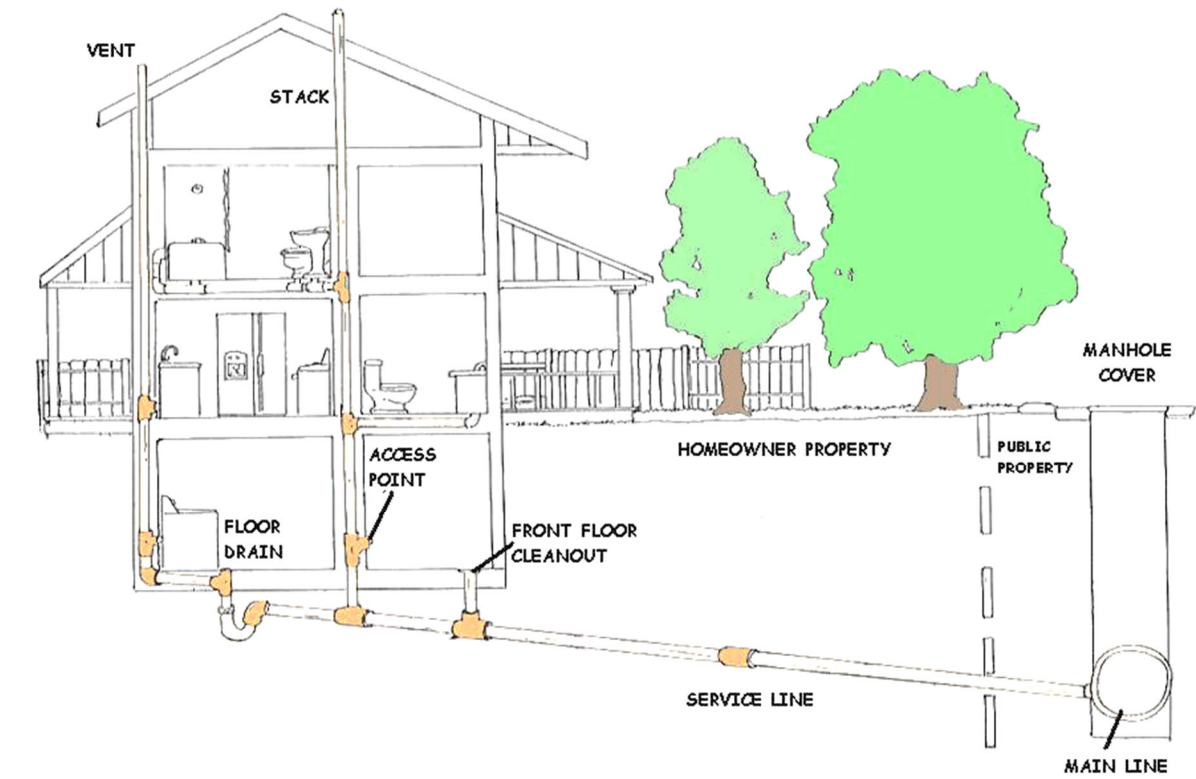 VENT
STACK
MANHOLE
COVER
HOMEOWNER PROPERTY
PUBLIC
PROPERTY
ACCESS
POINT
FLOOR
DRAIN
FRONT FLOOR
CLEANOUT
SERVICE LINE
MAIN LINE